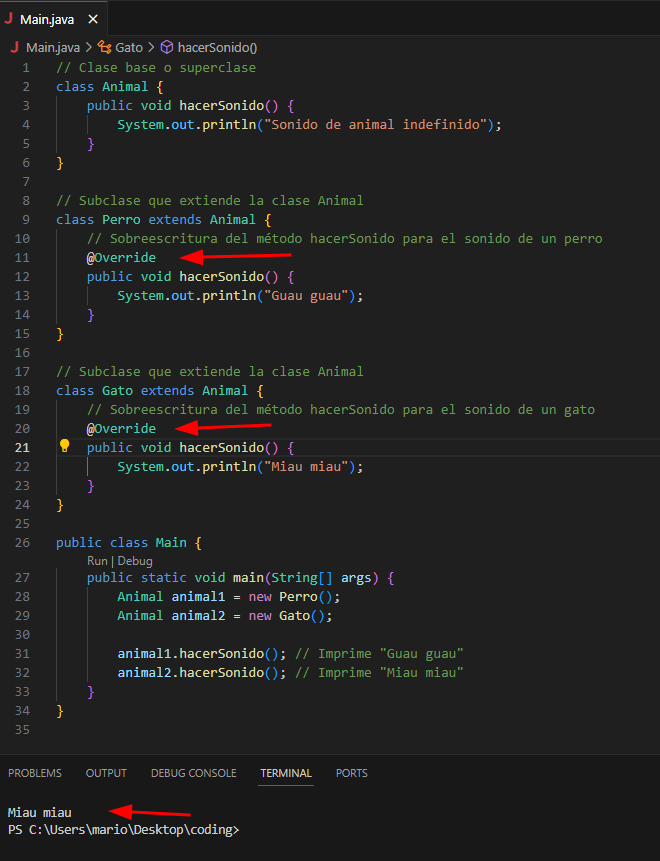 J Main.java ×
J Main.java > Gato > hacerSonido()
1 // Clase base o superclase
2 class Animal {
3     public void hacerSonido() {
4         System.out.println("Sonido de animal indefinido");
5     }
6 }
7
8 // Subclase que extiende la clase Animal
9 class Perro extends Animal {
10     // Sobreescritura del método hacerSonido para el sonido de un perro
11     @Override
12     public void hacerSonido() {
13         System.out.println("Guau guau");
14     }
15 }
16
17 // Subclase que extiende la clase Animal
18 class Gato extends Animal {
19     // Sobreescritura del método hacerSonido para el sonido de un gato
20     @Override
21     public void hacerSonido() {
22         System.out.println("Miau miau");
23     }
24 }
25
26 public class Main {
Run | Debug
27     public static void main(String[] args) {
28         Animal animal1 = new Perro();
29         Animal animal2 = new Gato();
30
31         animal1.hacerSonido(); // Imprime "Guau guau"
32         animal2.hacerSonido(); // Imprime "Miau miau"
33     }
34 }
35
PROBLEMS OUTPUT DEBUG CONSOLE TERMINAL PORTS
Miau miau
PS C:\Users\mario\Desktop\coding>